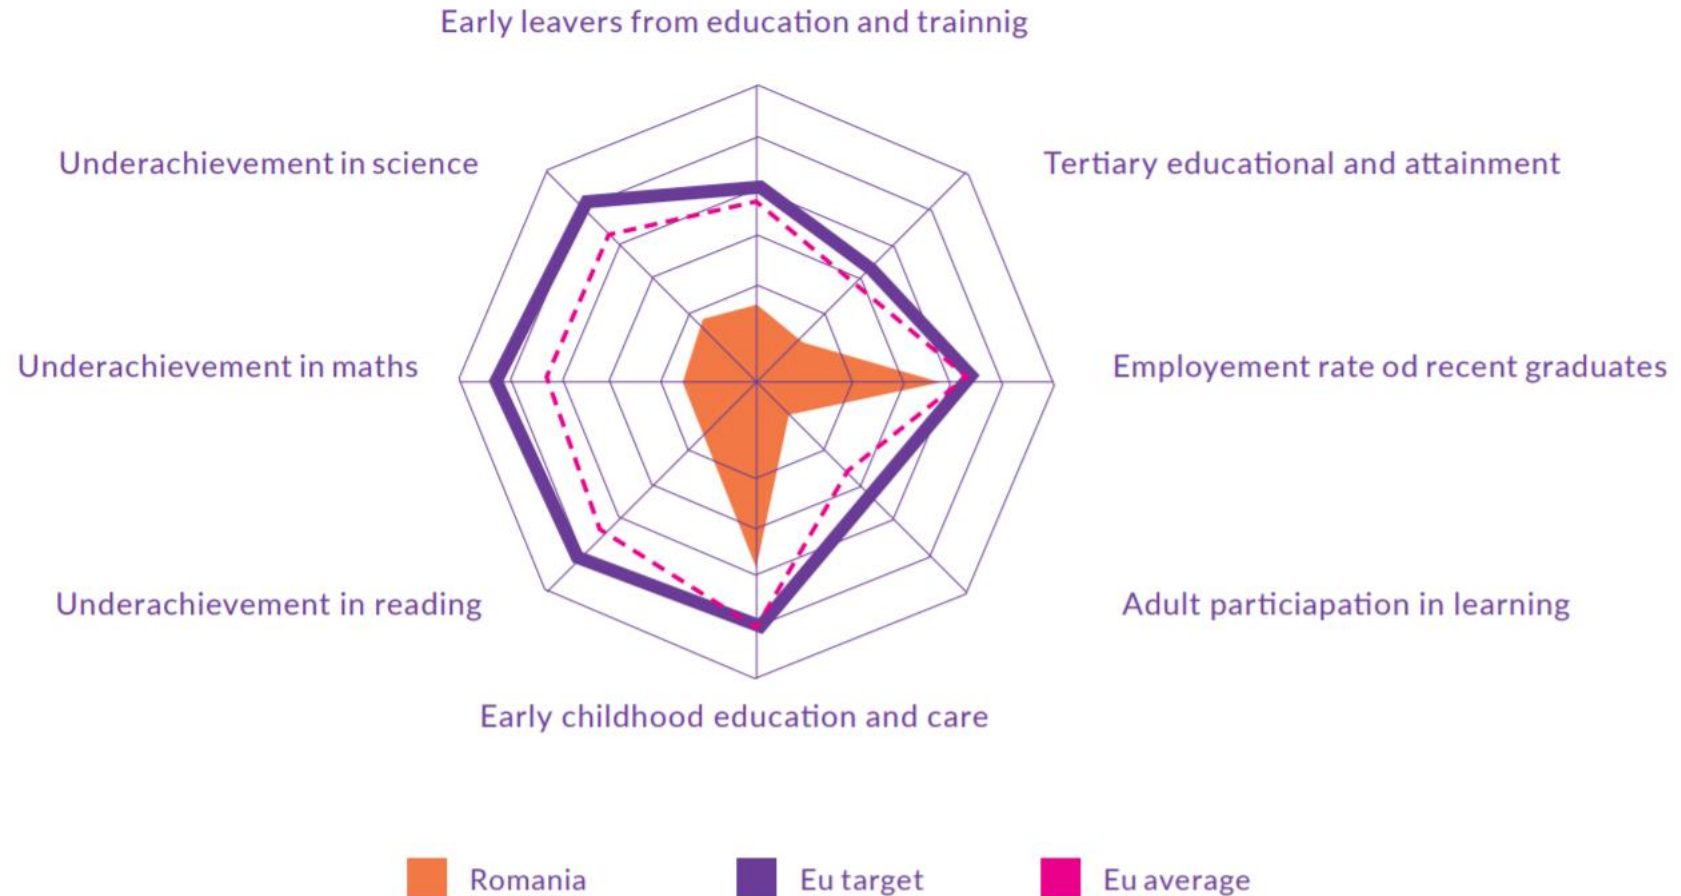 Early leavers from education and trainnig
Underachievement in science
Tertiary educational and attainment
Underachievement in maths
Employement rate od recent graduates
Underachievement in reading
Adult particiapation in learning
Early childhood education and care
Romania
Eu target
Eu average